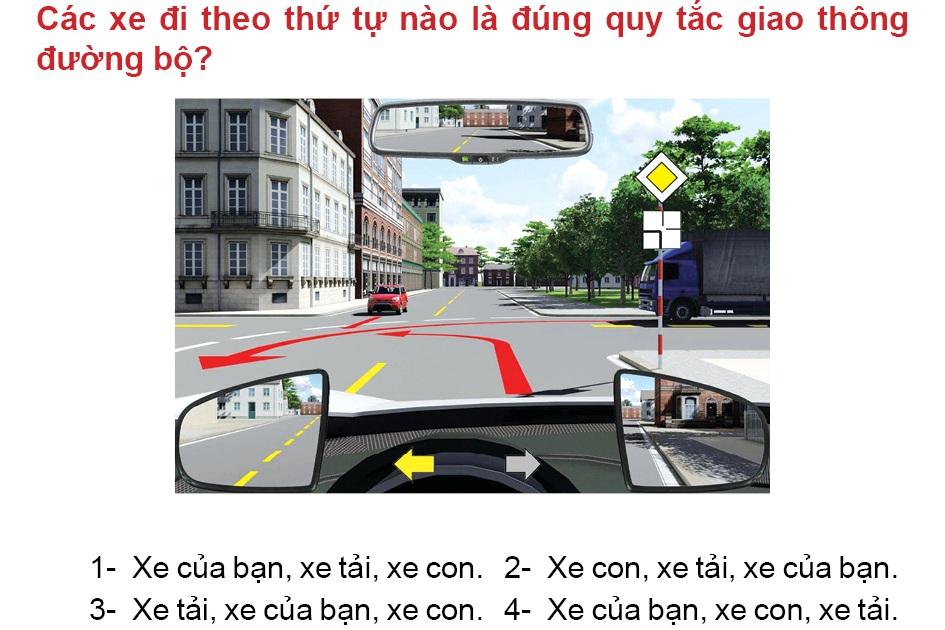 Các xe đi theo thứ tự nào là đúng quy tắc giao thông
đường bộ?
1- Xe của bạn, xe tải, xe con. 2- Xe con, xe tải, xe của bạn.
3- Xe tải, xe của bạn, xe con. 4- Xe của bạn, xe con, xe tải.